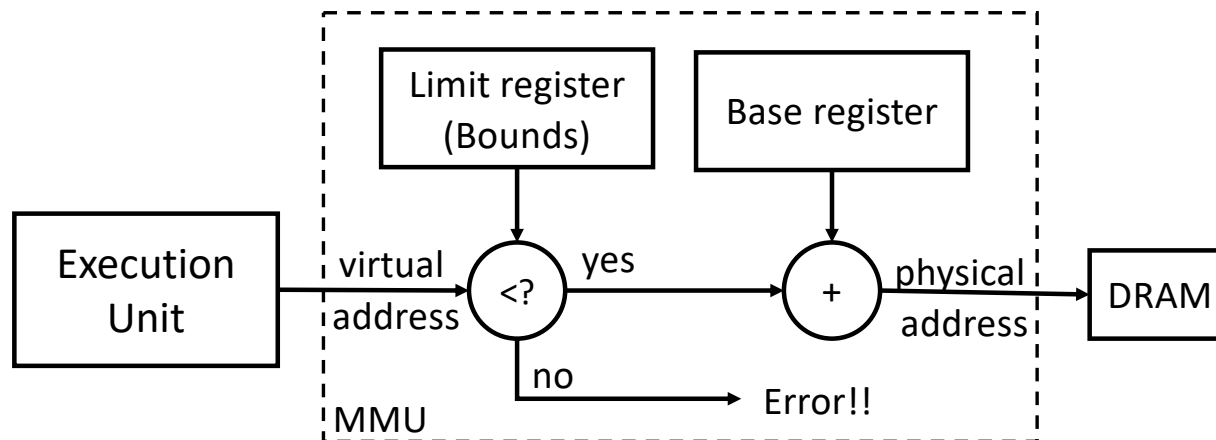 Limit register
(Bounds)
Base register
Execution
Unit
virtual
address
<?
yes
+
physical
address
DRAM
no
Error!!
MMU